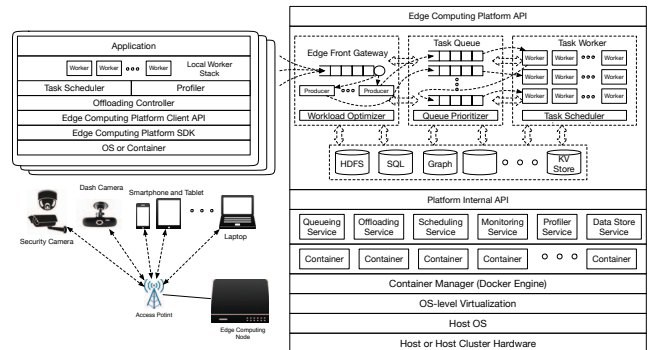 Application
Worker Worker Worker Local Worker Stack
Task Scheduler Profiler
Offloading Controller
Edge Computing Platform Client API
Edge Computing Platform SDK
OS or Container
Dash Camera
Smartphone and Tablet
Security Camera
Laptop
Access Potint
Edge Computing
Node
Edge Computing Platform API
Edge Front Gateway
Producer Producer
Workload Optimizer
Task Queue
Queue Prioritizer
Task Worker
Worker Worker Worker
Worker Worker Worker
Worker Worker Worker
Task Scheduler
HDFS SQL Graph KV Store
Platform Internal API
Queueing Service Offloading Service Scheduling Service Monitoring Service Profiler Service Data Store Service
Container Container Container Container Container
Container Manager (Docker Engine)
OS-level Virtualization
Host OS
Host or Host Cluster Hardware